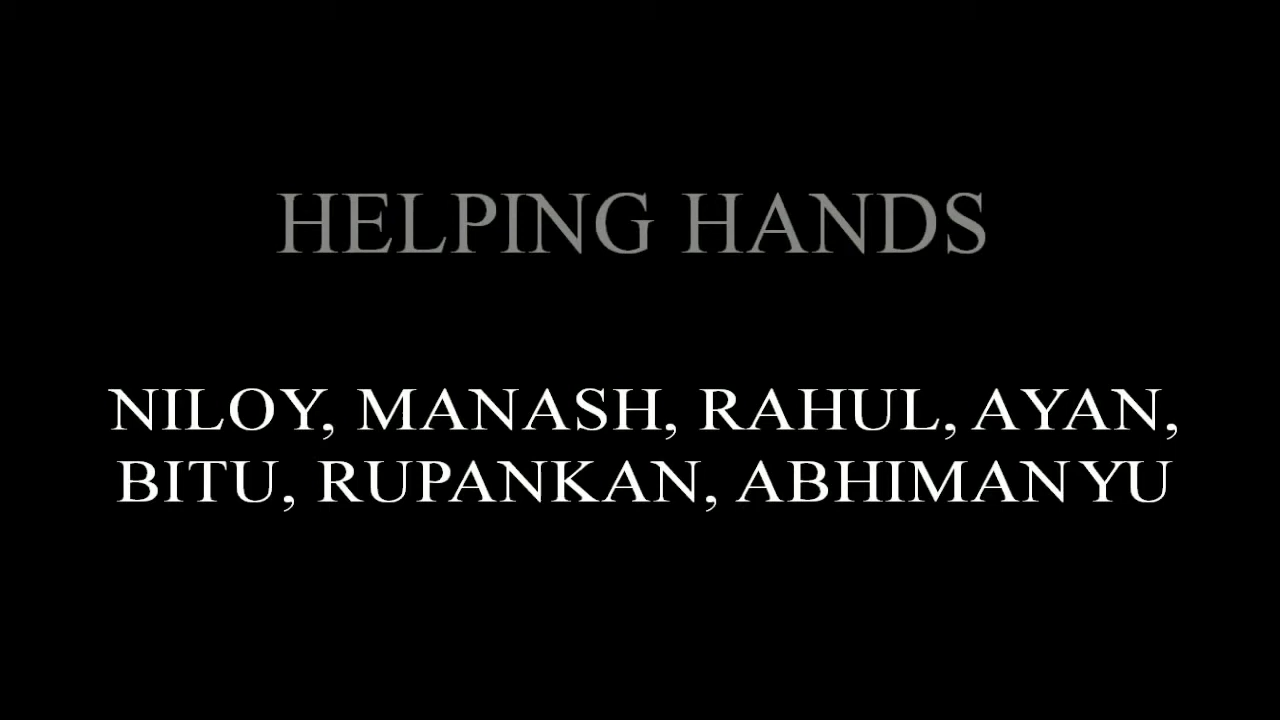 HELPING HANDS
NILOY, MANASH, RAHUL, AYAN,
BITU, RUPANKAN, ABHIMANYU